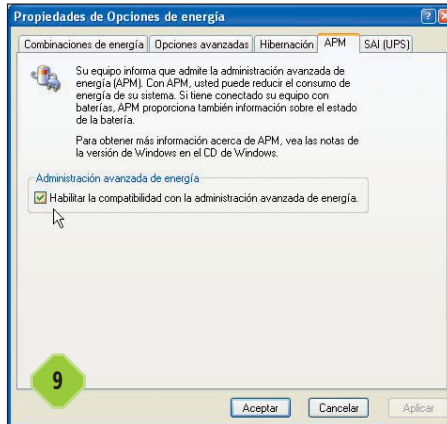 Propiedades de Opciones de energía
Combinaciones de energía Opciones avanzadas Hibernación APM SAI (UPS)
Su equipo informa que admite la administración avanzada de
energía (APM). Con APM, usted puede reducir el consumo de
energía de su sistema. Si tiene conectado su equipo con
baterías, APM proporciona también información sobre el estado
de la batería.
Para obtener más información acerca de APM, vea las notas de
la versión de Windows en el CD de Windows.
Administración avanzada de energía
Habilitar la compatibilidad con la administración avanzada de energía.
9
Aceptar Cancelar Aplicar